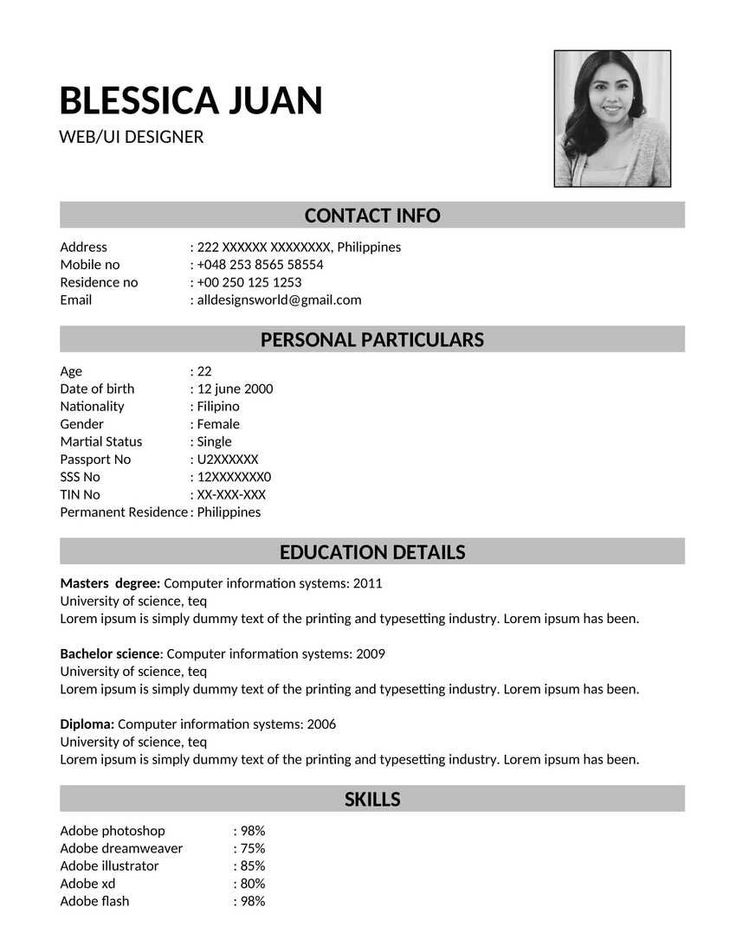 BLESSICA JUAN
WEB/UI DESIGNER
CONTACT INFO
Address : 222 XXXXXX XXXXXXXX, Philippines
Mobile no : +048 253 8565 58554
Residence no : +00 250 125 1253
Email : alldesignsworld@gmail.com
PERSONAL PARTICULARS
Age : 22
Date of birth : 12 june 2000
Nationality : Filipino
Gender : Female
Martial Status : Single
Passport No : U2XXXXXX
SSS No : 12XXXXXXX0
TIN No : XX-XXX-XXX
Permanent Residence : Philippines
EDUCATION DETAILS
Masters degree: Computer information systems: 2011
University of science, teq
Lorem ipsum is simply dummy text of the printing and typesetting industry. Lorem ipsum has been.
Bachelor science: Computer information systems: 2009
University of science, teq
Lorem ipsum is simply dummy text of the printing and typesetting industry. Lorem ipsum has been.
Diploma: Computer information systems: 2006
University of science, teq
Lorem ipsum is simply dummy text of the printing and typesetting industry. Lorem ipsum has been.
SKILLS
Adobe photoshop : 98%
Adobe dreamweaver : 75%
Adobe illustrator : 85%
Adobe xd : 80%
Adobe flash : 98%